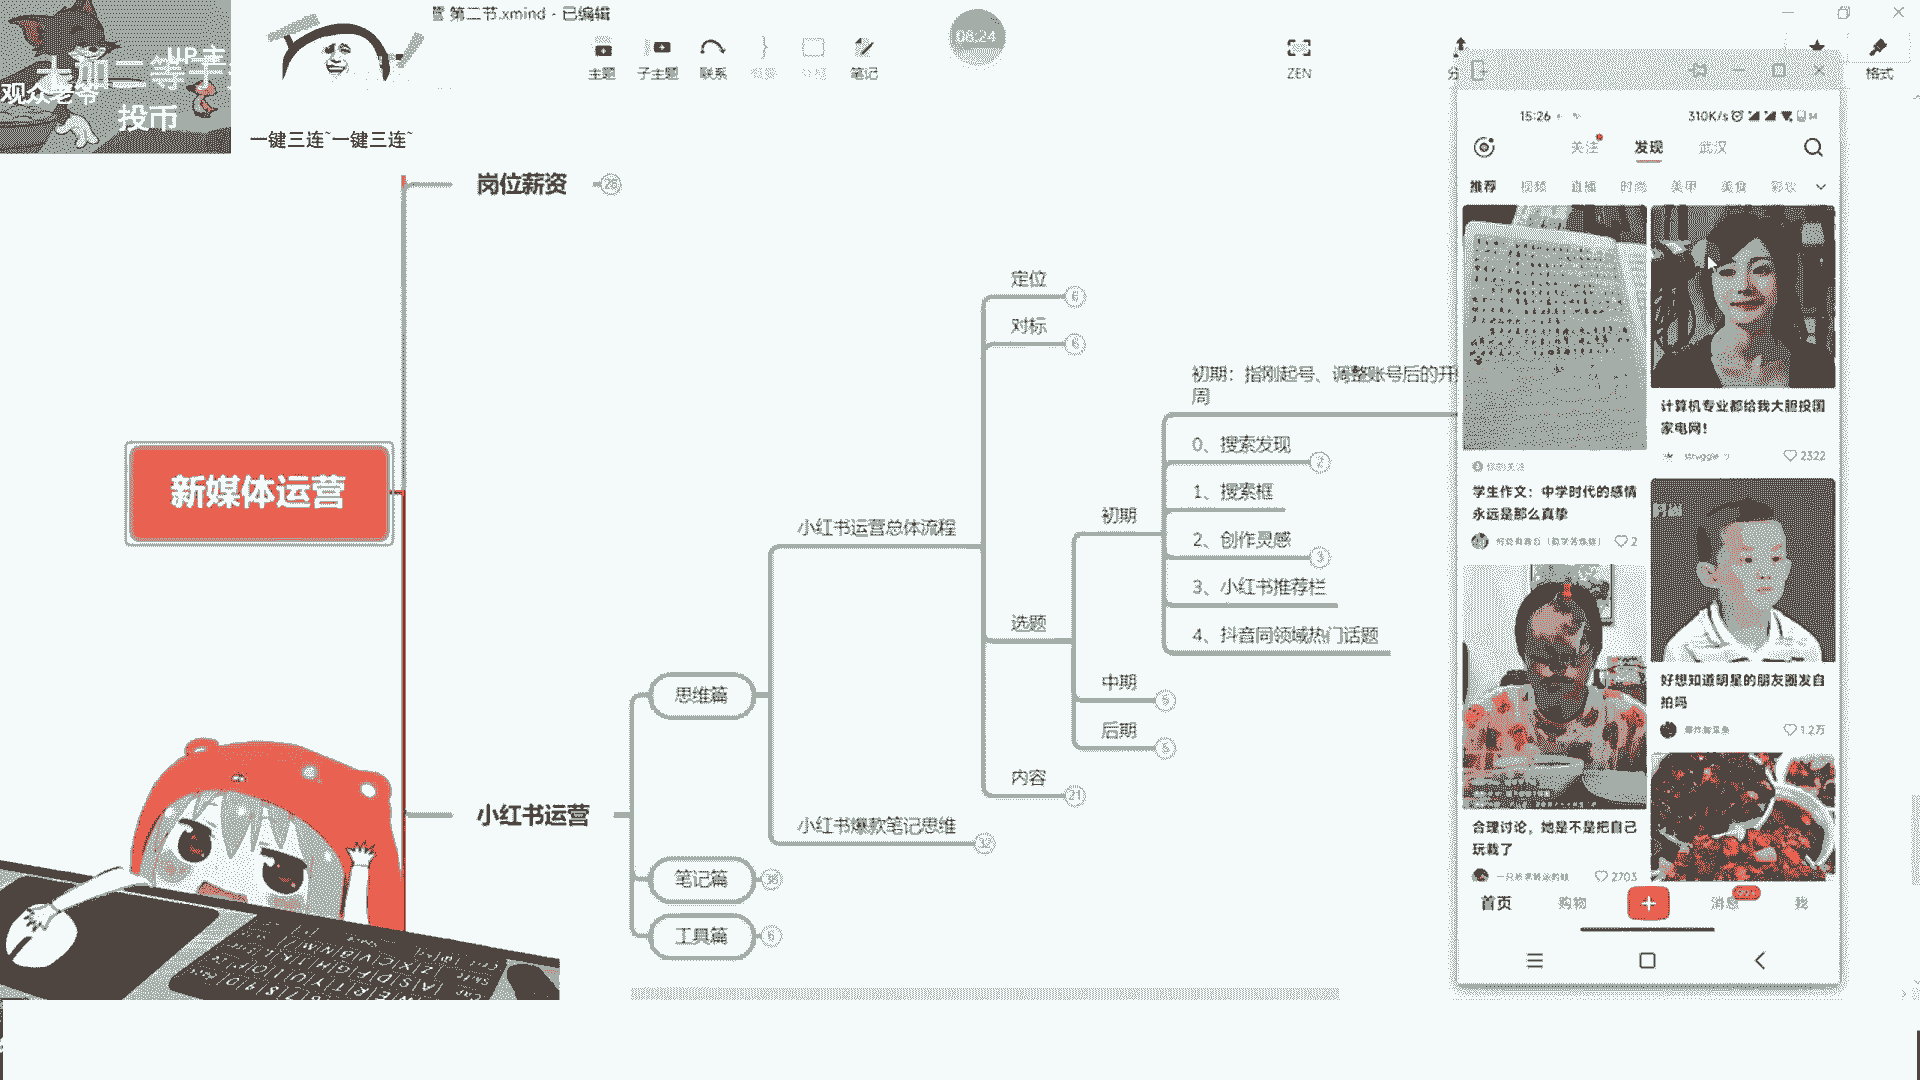 第二节.xmind - 已编辑
UP主
大加二等于
观众老爷
投币
一键三连~一键三连~
主题
子主题
联系
概要
外框
笔记
08:24
ZEN
格式
岗位薪资
28
新媒体运营
小红书运营
思维篇
笔记篇
38
工具篇
6
小红书运营总体流程
小红书爆款笔记思维
32
定位
6
对标
6
选题
内容
21
初期
中期
5
后期
5
初期：指刚起号、调整账号后的开
周
0、搜索发现
2
1、搜索框
2、创作灵感
3
3、小红书推荐栏
4、抖音同领域热门话题
15:26
310K/s
关注
发现
武汉
推荐
视频
直播
时尚
美甲
美食
彩妆
计算机专业都给我大胆投国
家电网！
struggle
2322
你的关注
学生作文：中学时代的感情
永远是那么真挚
2
好想知道明星的朋友圈发自
拍吗
1.2万
合理讨论，她是不是把自己
玩栽了
2703
首页
购物
消息
我